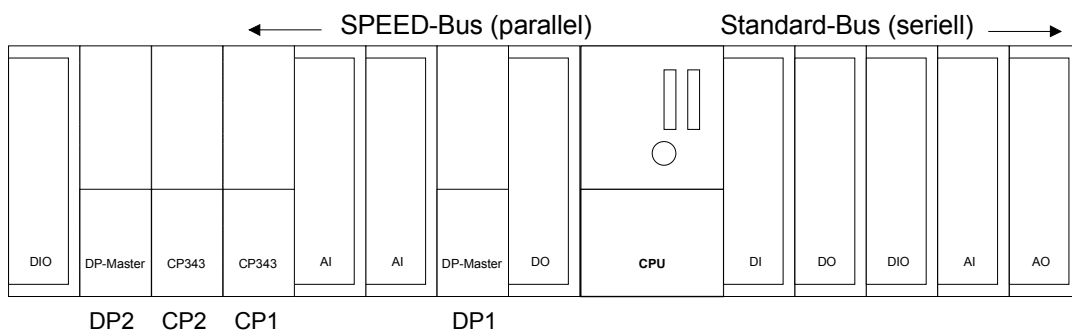 SPEED-Bus (parallel) Standard-Bus (seriell)
DIO DP-Master CP343 CP343 AI AI DP-Master DO CPU DI DO DIO AI AO
DP2 CP2 CP1 DP1